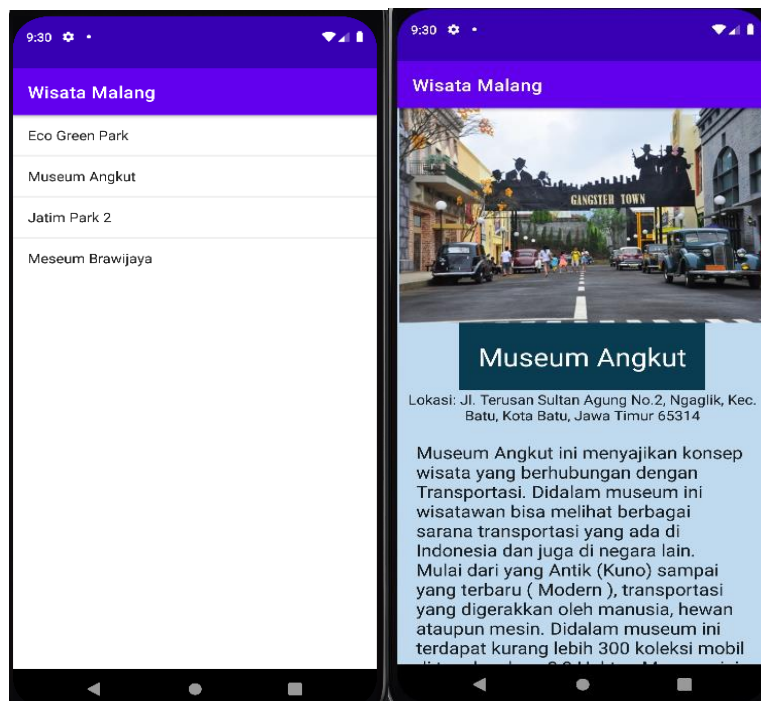 9:30
Wisata Malang
Eco Green Park
Museum Angkut
Jatim Park 2
Meseum Brawijaya
9:30
Wisata Malang
GANGSTER TOWN
Museum Angkut
Lokasi: Jl. Terusan Sultan Agung No.2, Ngaglik, Kec.
Batu, Kota Batu, Jawa Timur 65314
Museum Angkut ini menyajikan konsep
wisata yang berhubungan dengan
Transportasi. Didalam museum ini
wisatawan bisa melihat berbagai
sarana transportasi yang ada di
Indonesia dan juga di negara lain.
Mulai dari yang Antik (Kuno) sampai
yang terbaru ( Modern ), transportasi
yang digerakkan oleh manusia, hewan
ataupun mesin. Didalam museum ini
terdapat kurang lebih 300 koleksi mobil